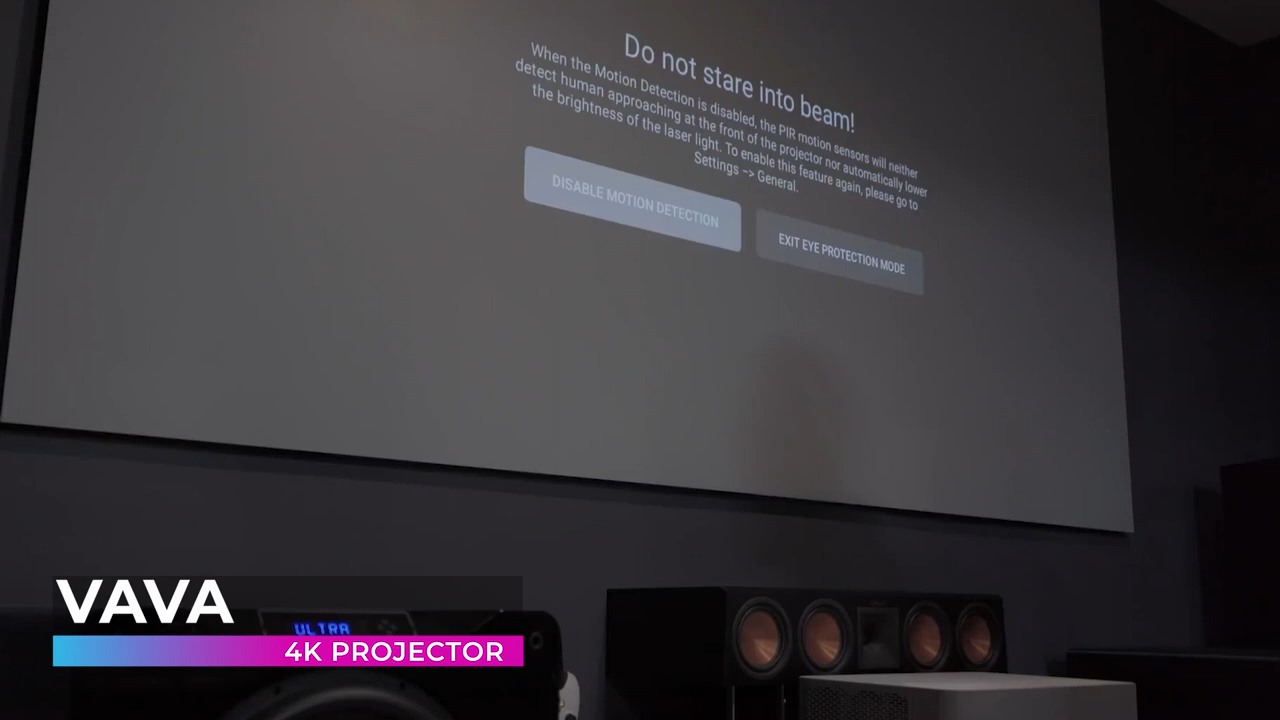 Do not stare into beam!
When the Motion Detection is disabled, the PIR motion sensors will neither
detect human approaching at the front of the projector nor automatically lower
the brightness of the laser light. To enable this feature again, please go to
Settings -> General.
DISABLE MOTION DETECTION
EXIT EYE PROTECTION MODE
VAVA
ULTRA
4K PROJECTOR